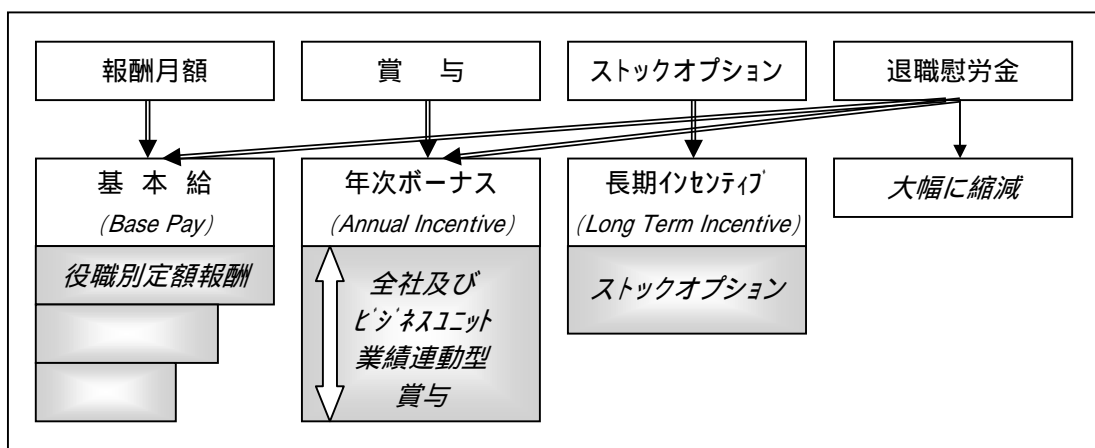 報酬月額
賞 与
ストックオプション
退職慰労金
基 本 給
(Base Pay)
年次ボーナス
(Annual Incentive)
長期インセンティブ
(Long Term Incentive)
大幅に縮減
役職別定額報酬
全社及び
ビジネスユニット
業績連動型
賞与
ストックオプション